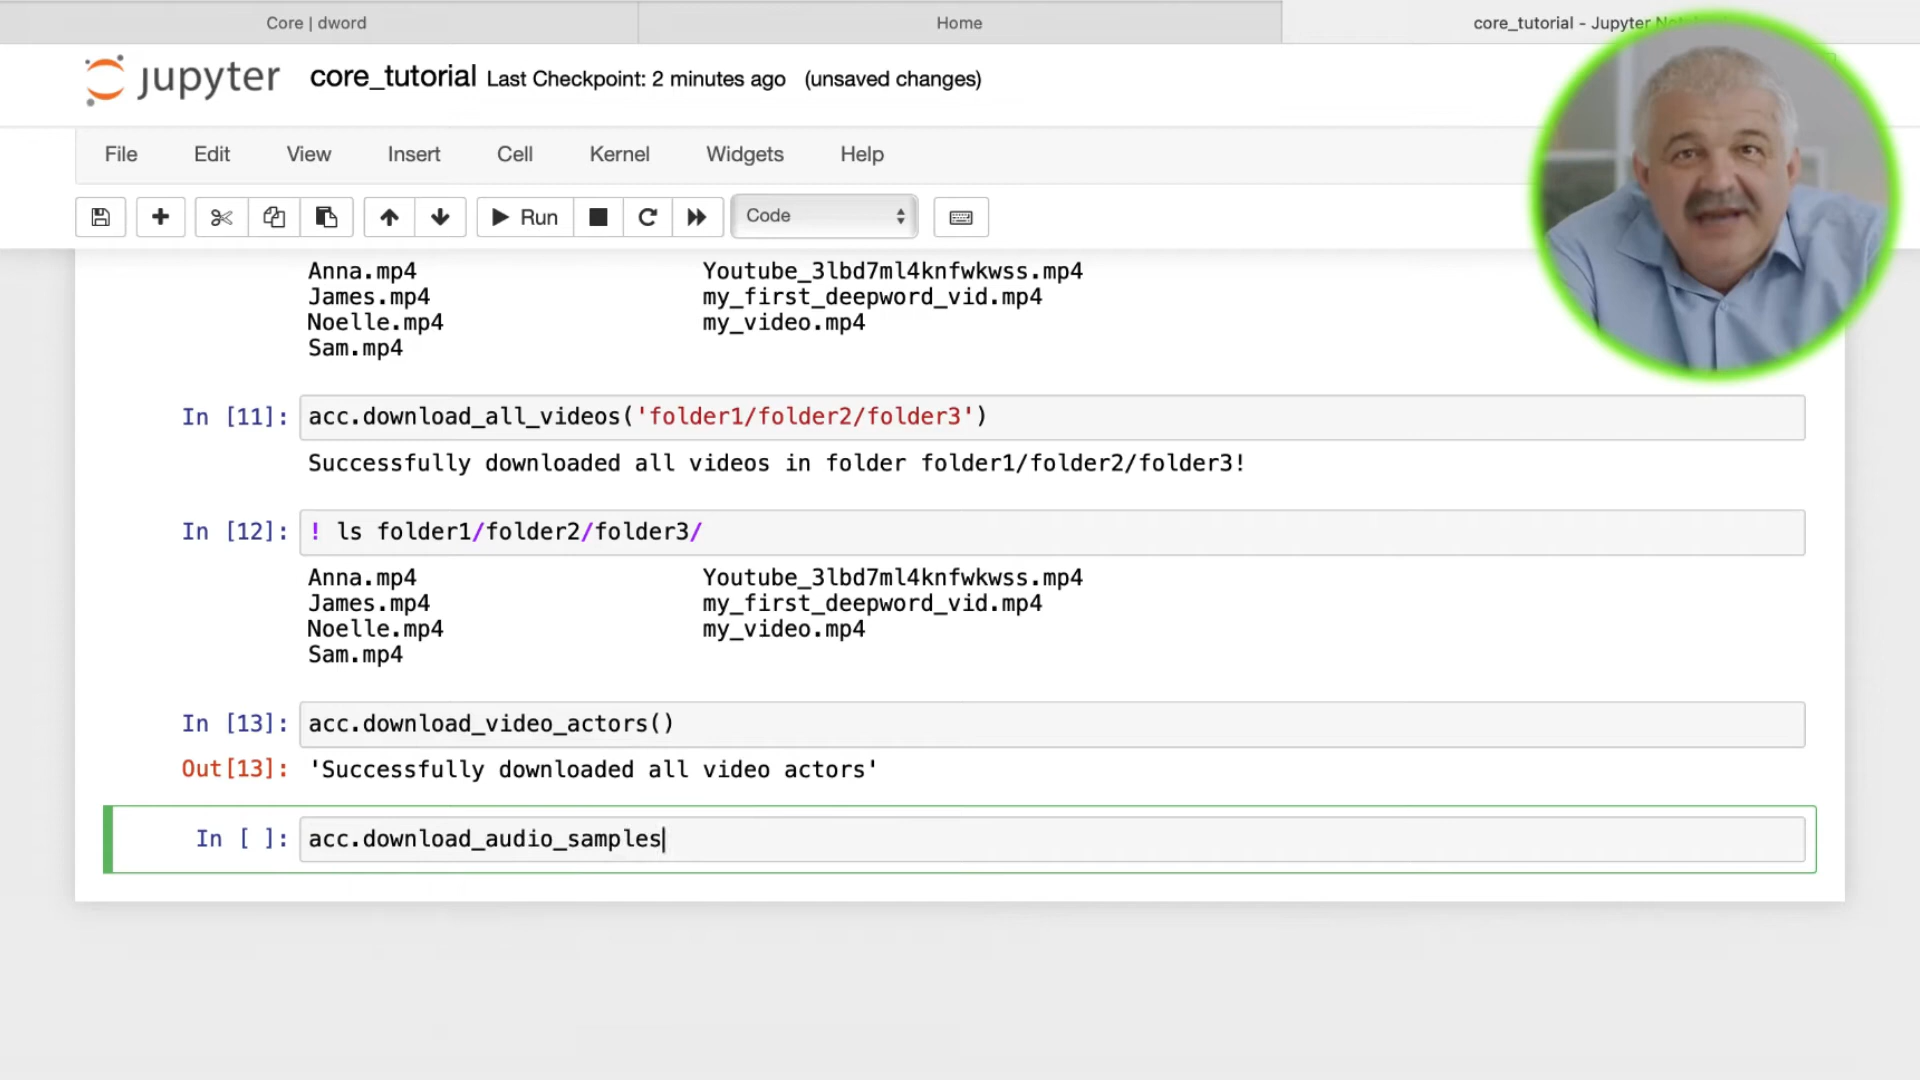 Core | dword
Home
core_tutorial - Jupyter
jupyter core_tutorial Last Checkpoint: 2 minutes ago (unsaved changes)
File Edit View Insert Cell Kernel Widgets Help
Run Code
Anna.mp4 Youtube_3lbd7ml4knfwkwss.mp4
James.mp4 my_first_deepword_vid.mp4
Noelle.mp4 my_video.mp4
Sam.mp4
In [11]: acc.download_all_videos('folder1/folder2/folder3')
Successfully downloaded all videos in folder folder1/folder2/folder3!
In [12]: ! ls folder1/folder2/folder3/
Anna.mp4 Youtube_3lbd7ml4knfwkwss.mp4
James.mp4 my_first_deepword_vid.mp4
Noelle.mp4 my_video.mp4
Sam.mp4
In [13]: acc.download_video_actors()
Out[13]: 'Successfully downloaded all video actors'
In [ ]: acc.download_audio_samples